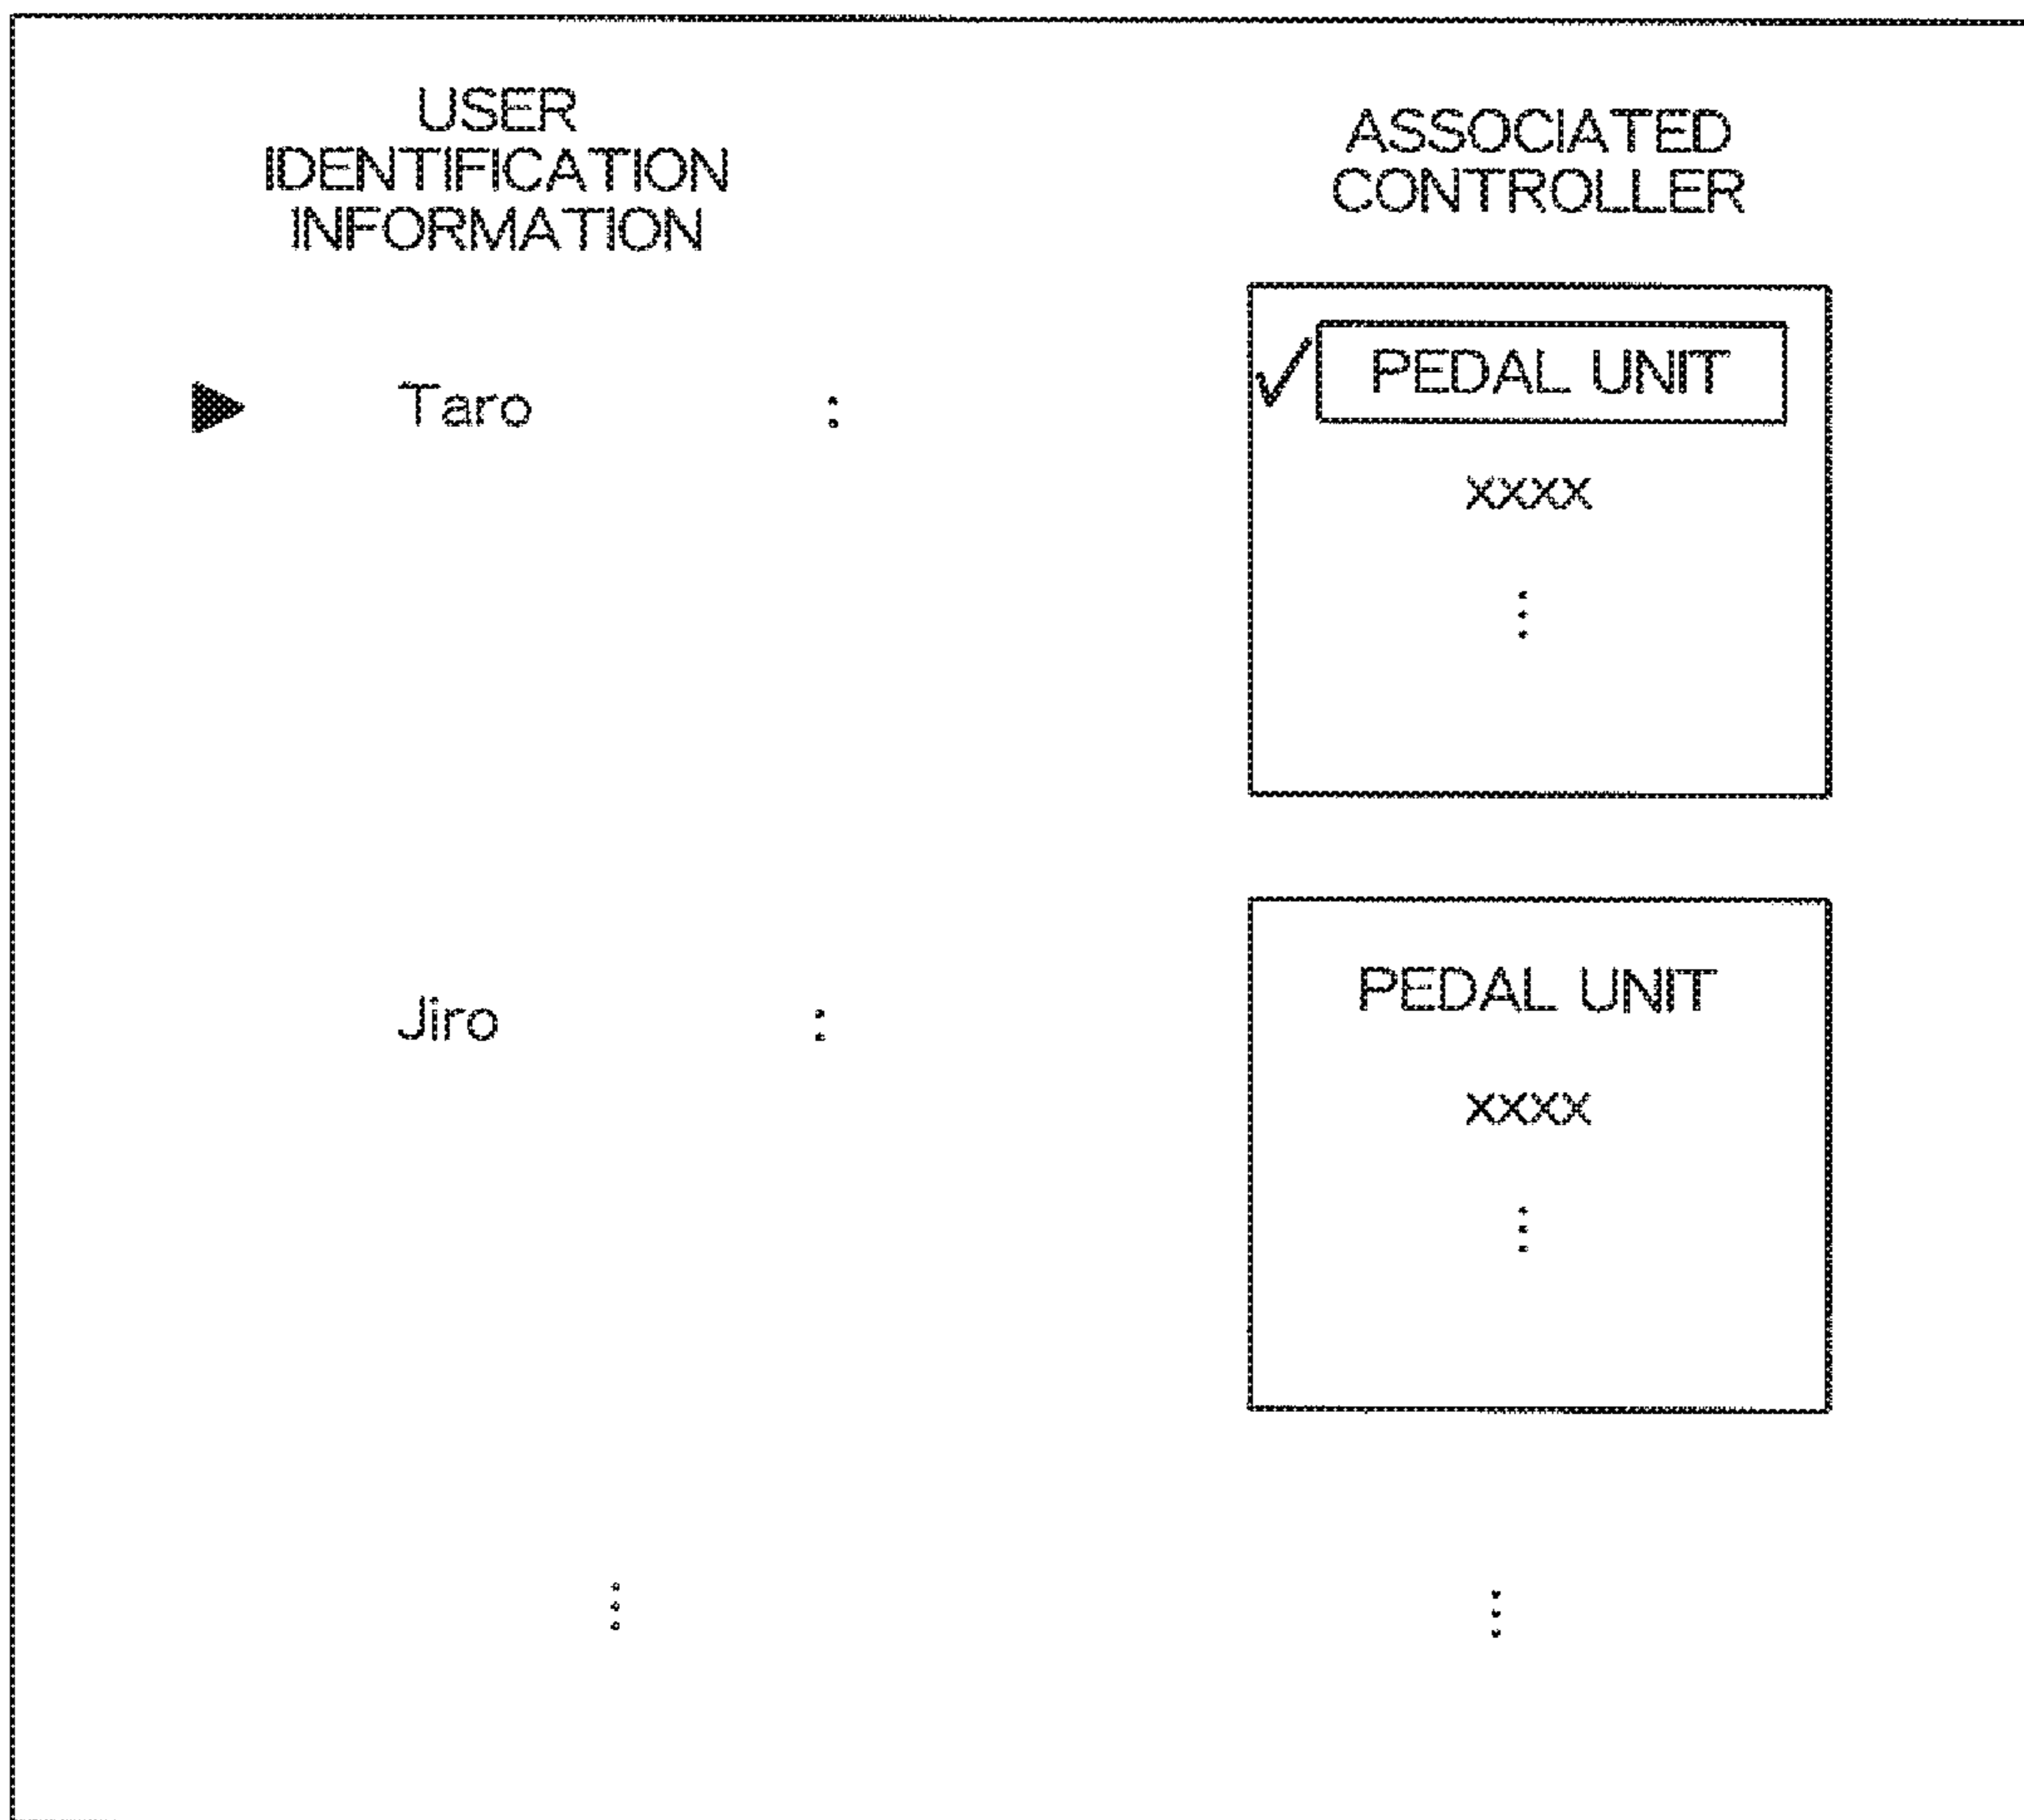 USER
IDENTIFICATION
INFORMATION
ASSOCIATED
CONTROLLER
Taro :
PEDAL UNIT
xxxx
Jiro :
PEDAL UNIT
xxxx